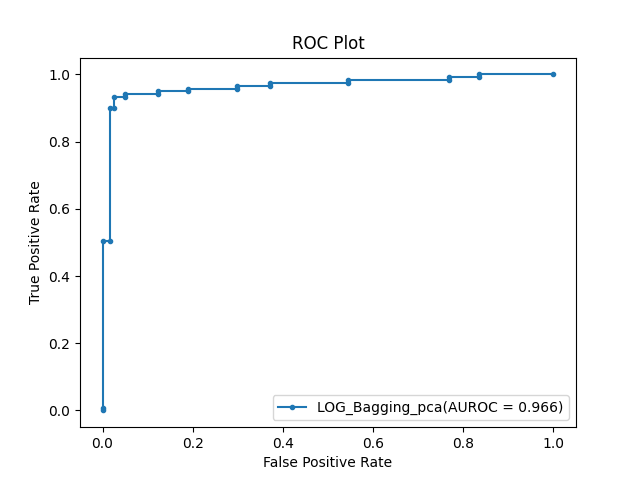 ROC Plot
1.0
0.8
0.6
0.4
0.2
0.0
True Positive Rate
LOG_Bagging_pca(AUROC = 0.966)
0.0 0.2 0.4 0.6 0.8 1.0
False Positive Rate